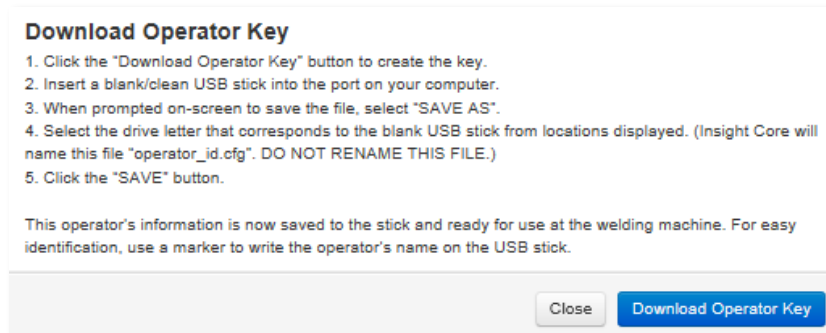 Download Operator Key
1. Click the "Download Operator Key" button to create the key.
2. Insert a blank/clean USB stick into the port on your computer.
3. When prompted on-screen to save the file, select "SAVE AS".
4. Select the drive letter that corresponds to the blank USB stick from locations displayed. (Insight Core will
name this file "operator_id.cfg". DO NOT RENAME THIS FILE.)
5. Click the "SAVE" button.
This operator's information is now saved to the stick and ready for use at the welding machine. For easy
identification, use a marker to write the operator's name on the USB stick.
Close Download Operator Key